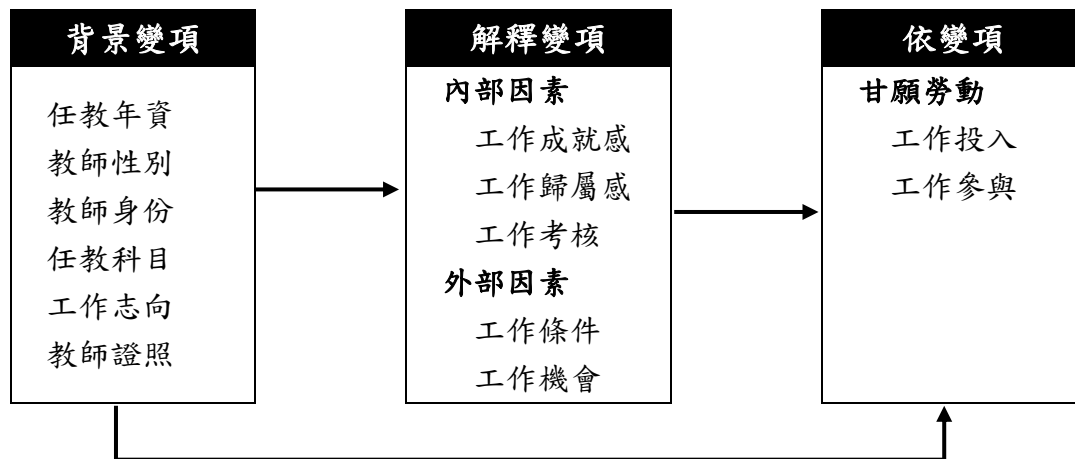 背景變項
任教年資
教師性別
教師身份
任教科目
工作志向
教師證照
解釋變項
內部因素
工作成就感
工作歸屬感
工作考核
外部因素
工作條件
工作機會
依變項
甘願勞動
工作投入
工作參與